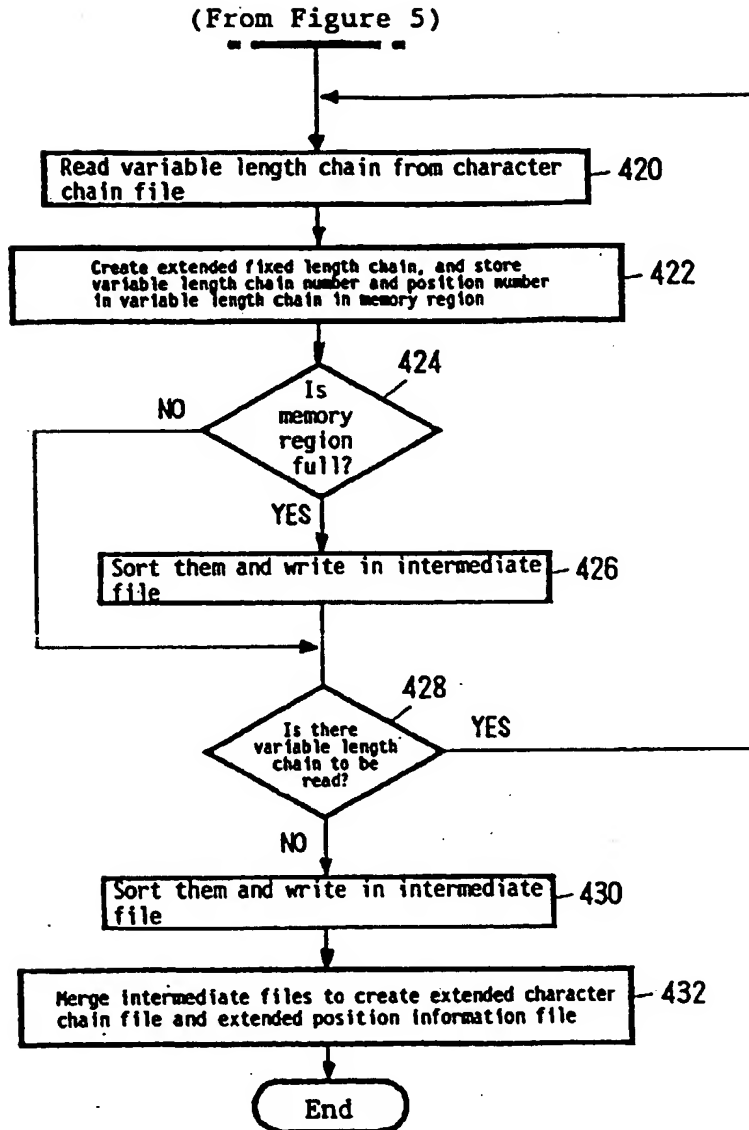 (From Figure 5)
Read variable length chain from character
chain file
420
Create extended fixed length chain, and store
variable length chain number and position number
in variable length chain in memory region
422
424
Is
memory
region
full?
NO
YES
Sort them and write in intermediate
file
426
428
Is there
variable length
chain to be
read?
YES
NO
Sort them and write in intermediate
file
430
Merge intermediate files to create extended character
chain file and extended position information file
432
End